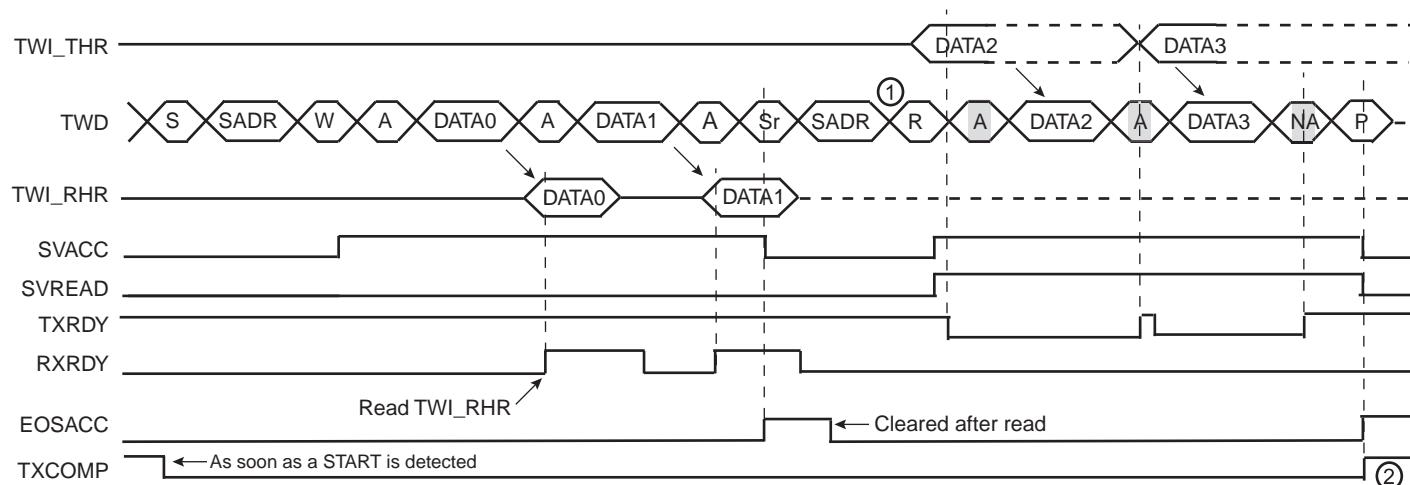 TWI_THR DATA2 DATA3
①
TWD S SADR W A DATA0 A DATA1 A Sr SADR R A DATA2 A DATA3 NA P
TWI_RHR DATA0 DATA1
SVACC
SVREAD
TXRDY
RXRDY
Read TWI_RHR
EOSACC Cleared after read
TXCOMP As soon as a START is detected ②